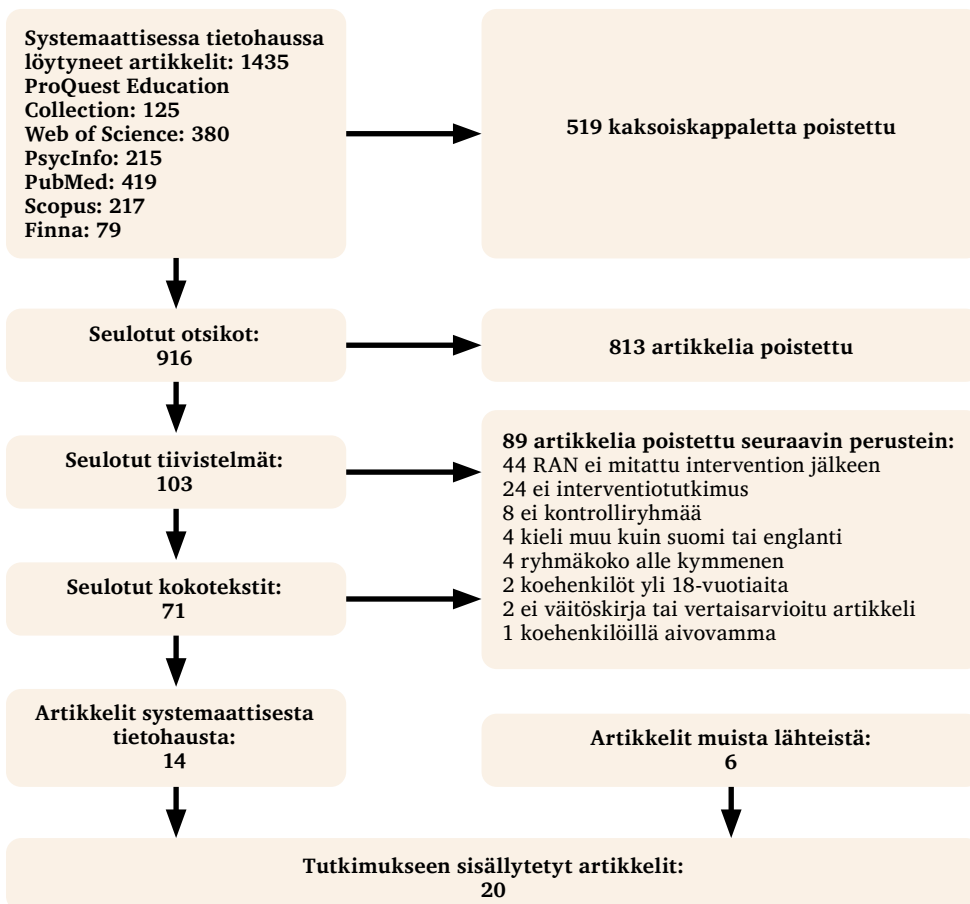 Systemaattisessa tietohaussa
löytyneet artikkelit: 1435
ProQuest Education
Collection: 125
Web of Science: 380
PsycInfo: 215
PubMed: 419
Scopus: 217
Finna: 79
519 kaksoiskappaletta poistettu
Seulotut otsikot:
916
813 artikkelia poistettu
Seulotut tiivistelmät:
103
89 artikkelia poistettu seuraavin perustein:
44 RAN ei mitattu intervention jälkeen
24 ei interventiotutkimus
8 ei kontrolliryhmää
4 kieli muu kuin suomi tai englanti
4 ryhmäkoko alle kymmenen
2 koehenkilöt yli 18-vuotiaita
2 ei väitöskirja tai vertaisarvioitu artikkeli
1 koehenkilöillä aivovamma
Seulotut kokotekstit:
71
Artikkelit systemaattisesta
tietohausta:
14
Artikkelit muista lähteistä:
6
Tutkimukseen sisällytetyt artikkelit:
20